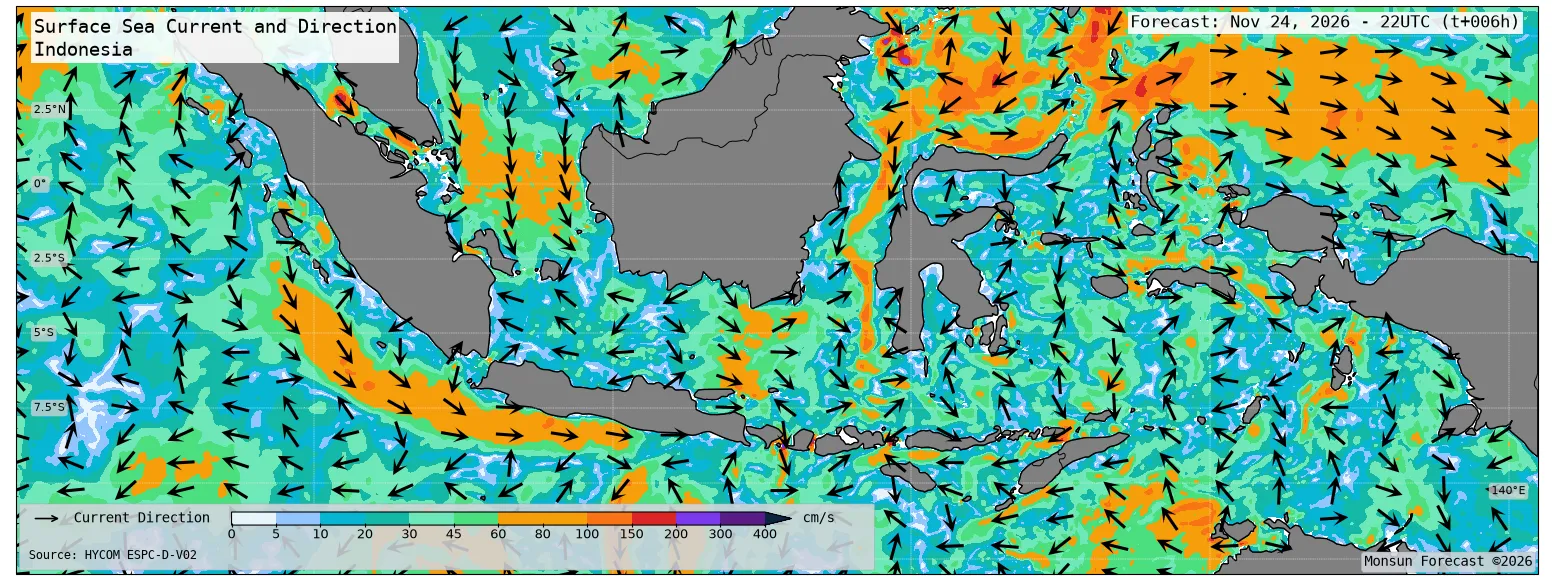 Surface Sea Current and Direction
Indonesia
Forecast: Nov 24, 2026 - 22UTC (t+006h)
2.5°N
0°
2.5°S
5°S
7.5°S
140°E
Current Direction
0 5 10 20 30 45 60 80 100 150 200 300 400 cm/s
Source: HYCOM ESPC-D-V02
Monsun Forecast ©2026